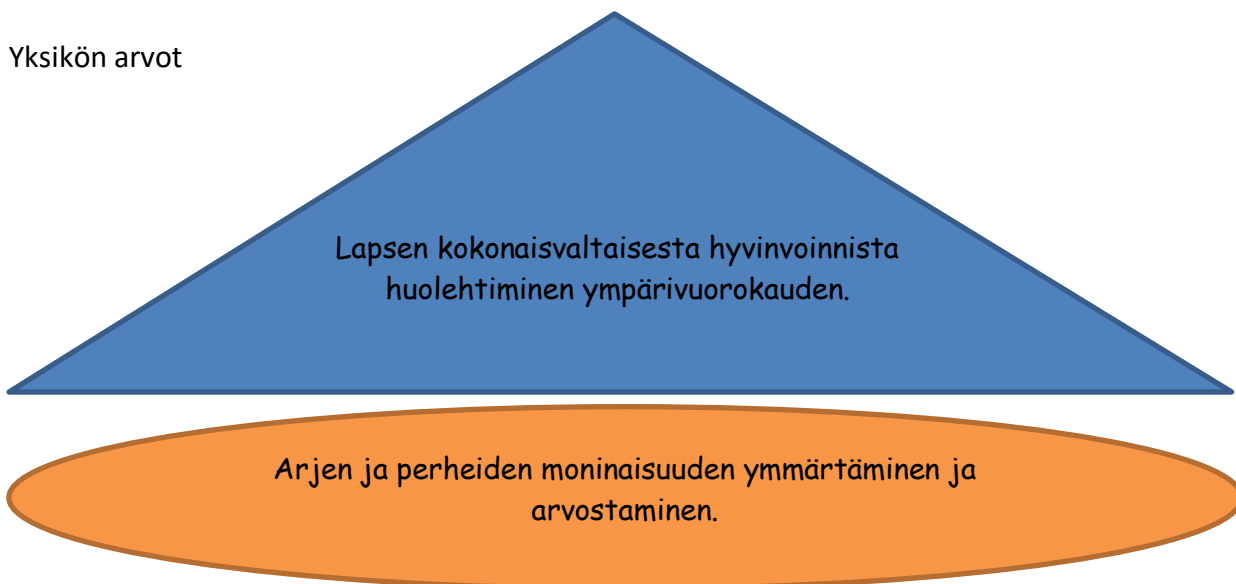 Yksikön arvot
Lapsen kokonaisvaltaisesta hyvinvoinnista
huolehtiminen ympärivuorokauden.
Arjen ja perheiden moninaisuuden ymmärtäminen ja
arvostaminen.